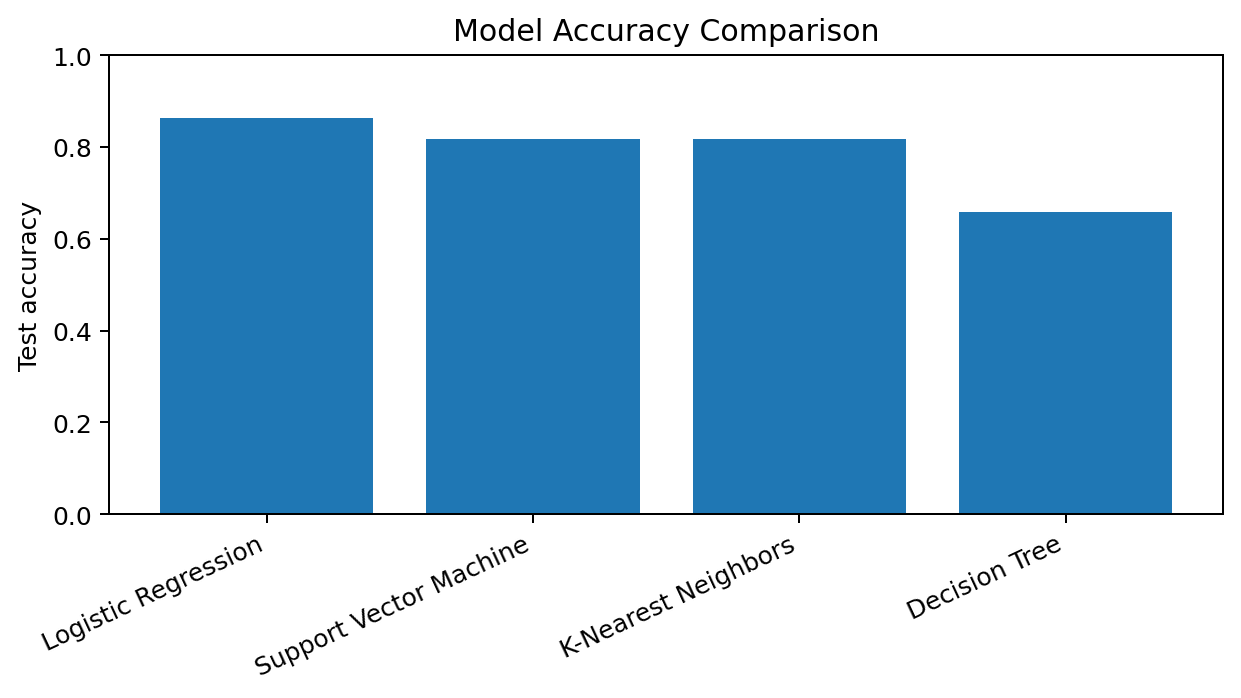 Model Accuracy Comparison
Test accuracy
1.0
0.8
0.6
0.4
0.2
0.0
Logistic Regression
Support Vector Machine
K-Nearest Neighbors
Decision Tree